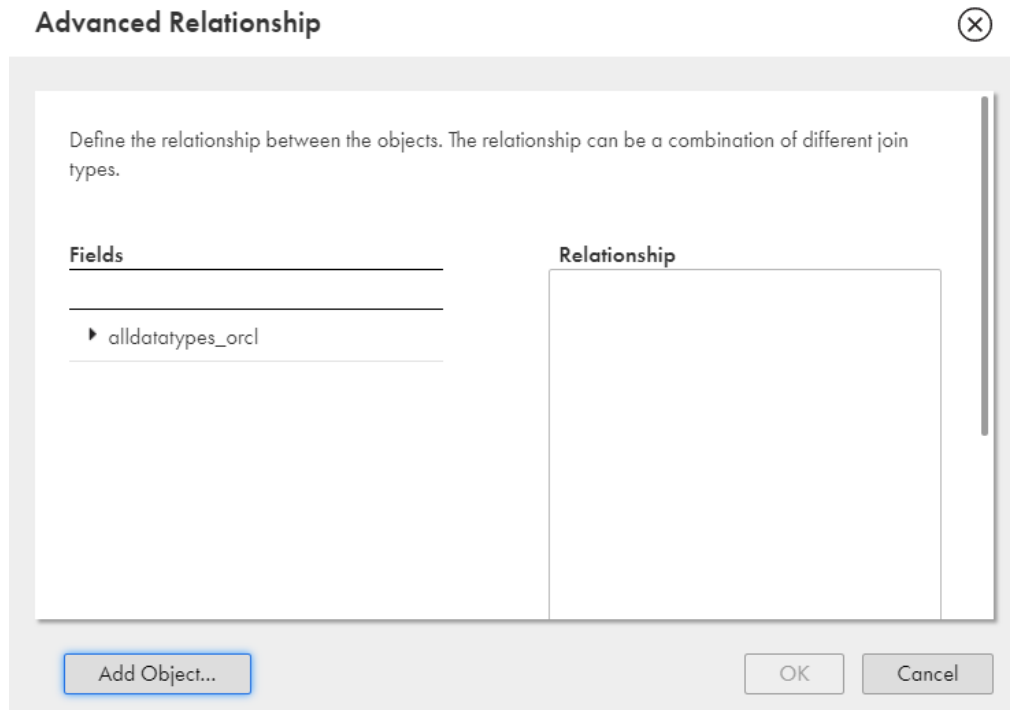 Advanced Relationship
Define the relationship between the objects. The relationship can be a combination of different join
types.
Fields
Relationship
alldatatypes_orcl
Add Object...
OK
Cancel